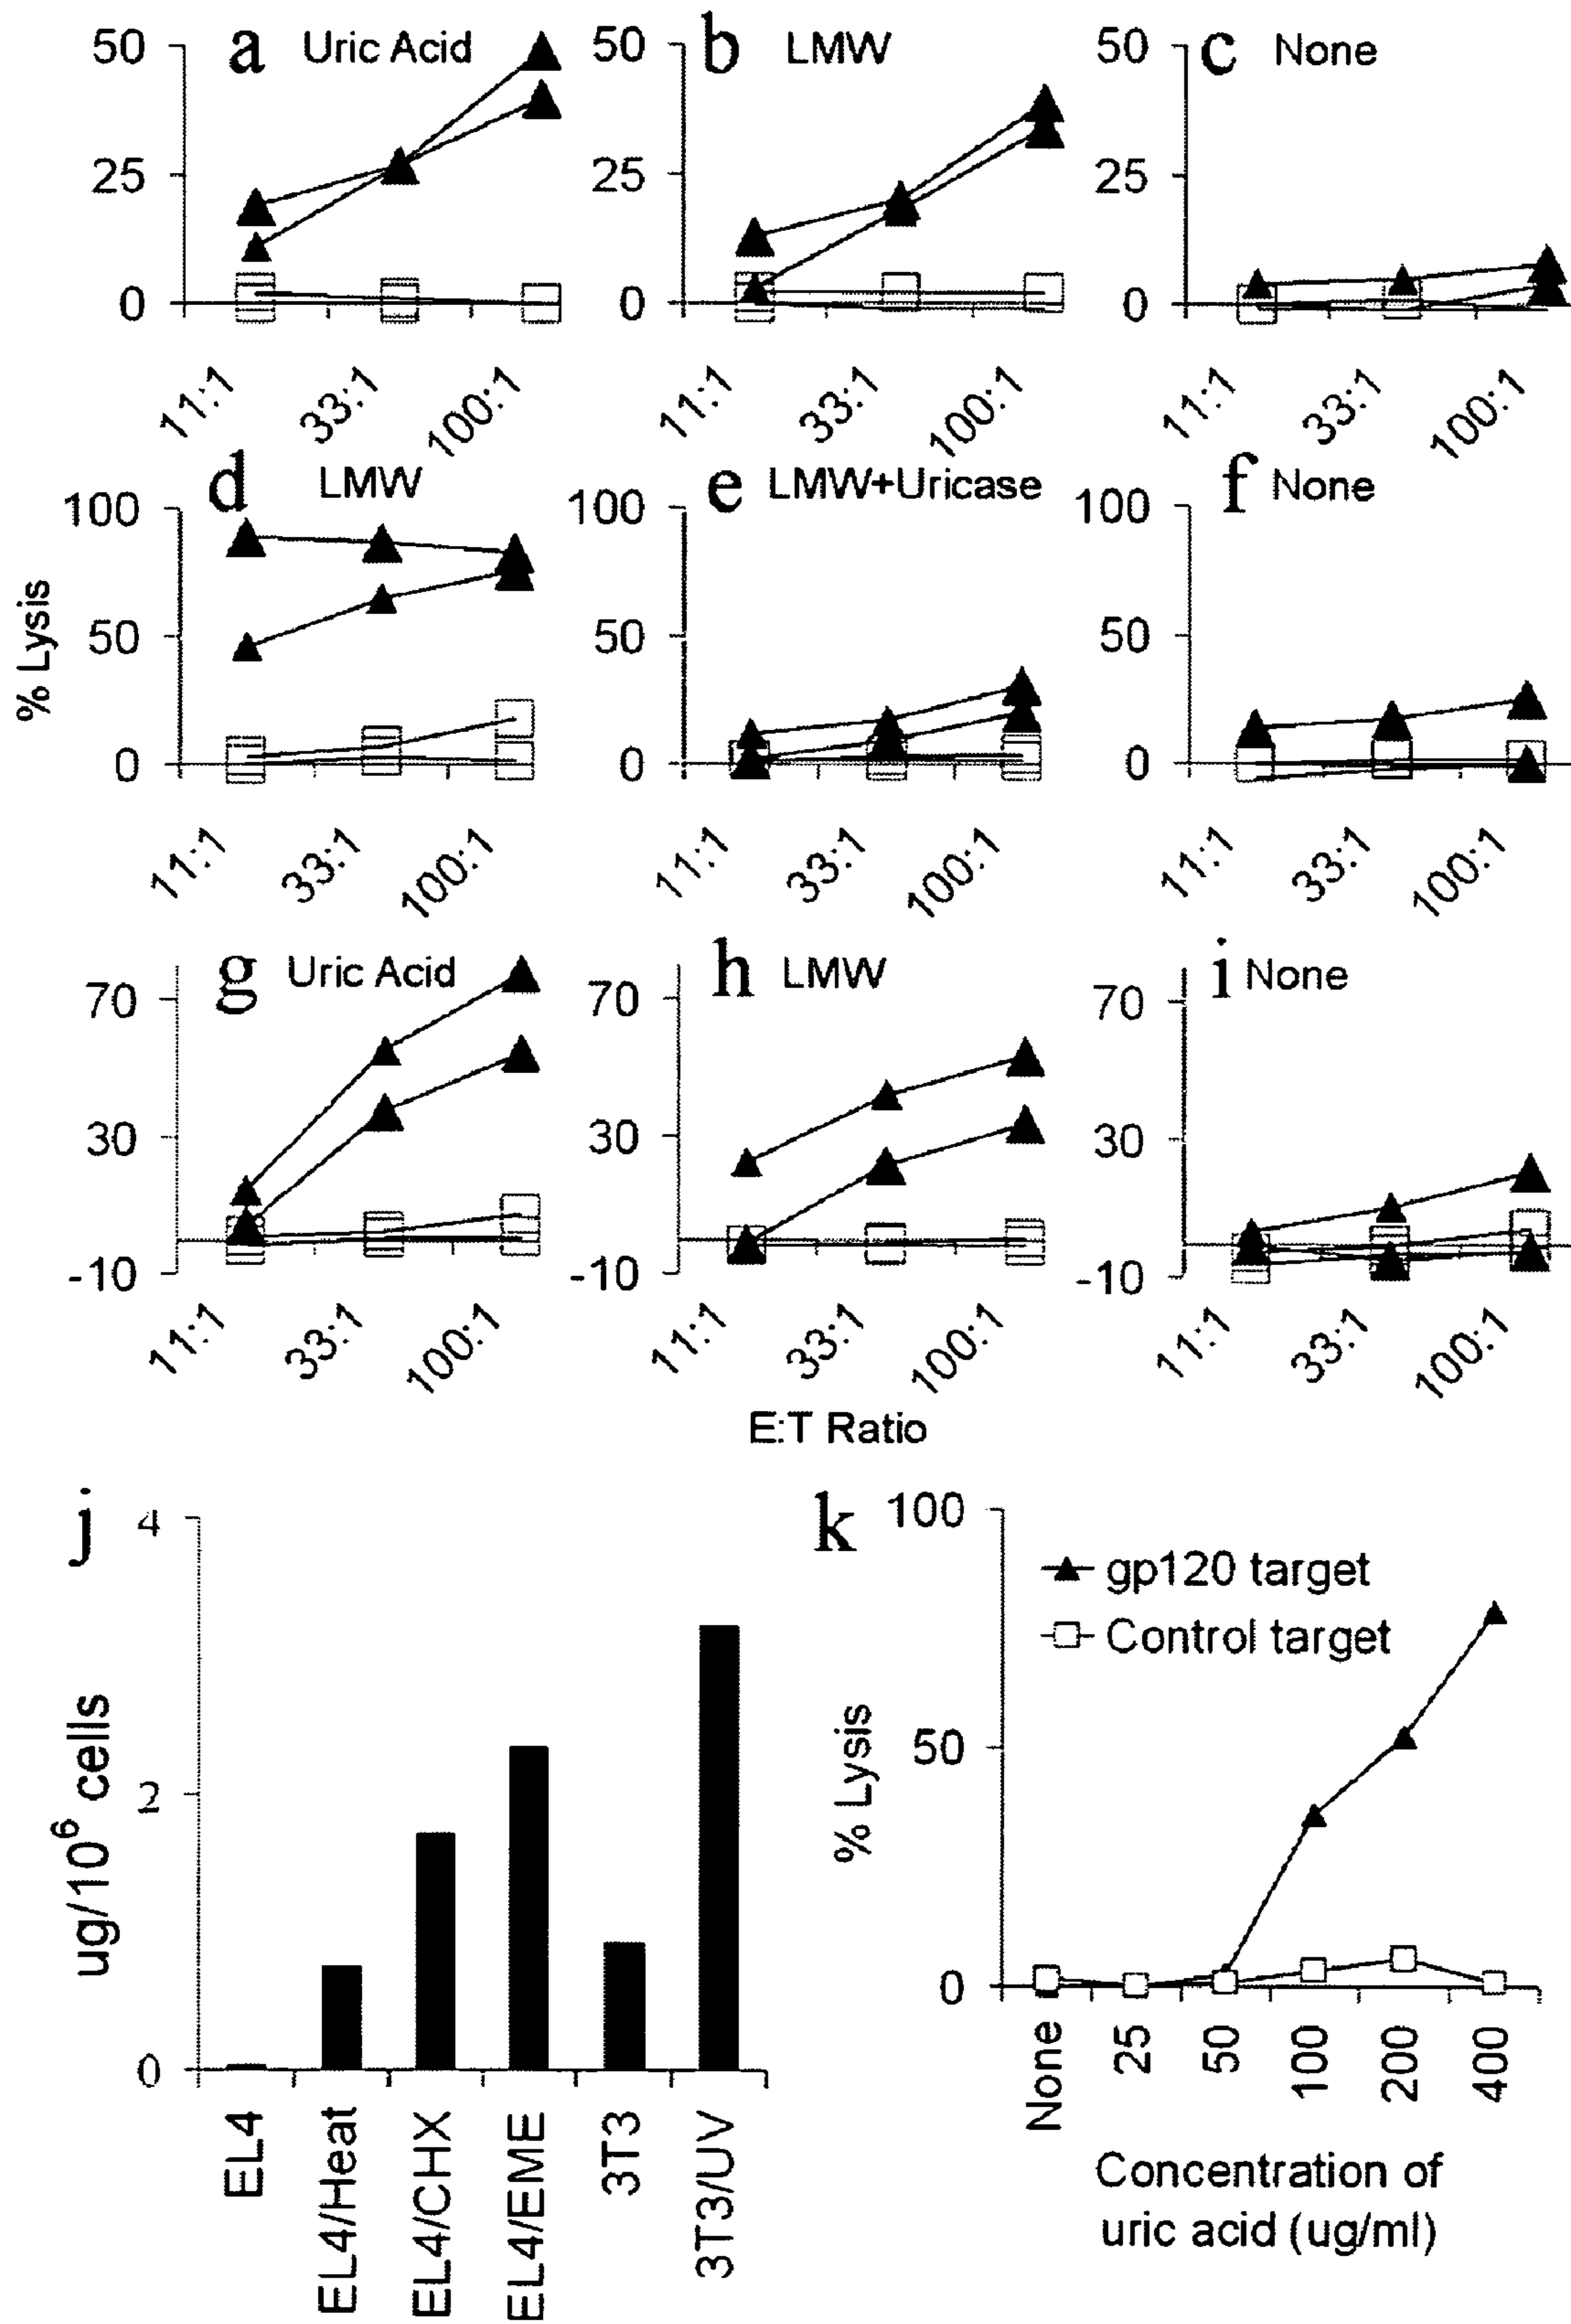 a Uric Acid
50
25
0
11:1
33:1
100:1
b LMW
50
25
0
11:1
33:1
100:1
c None
50
25
0
11:1
33:1
100:1
% Lysis
d LMW
100
50
0
11:1
33:1
100:1
e LMW+Uricase
100
50
0
11:1
33:1
100:1
f None
100
50
0
11:1
33:1
100:1
g Uric Acid
70
30
-10
11:1
33:1
100:1
h LMW
70
30
-10
11:1
33:1
100:1
i None
70
30
-10
11:1
33:1
100:1
E:T Ratio
j
4
2
0
ug/10⁶ cells
EL4
EL4/Heat
EL4/CHX
EL4/EME
3T3
3T3/UV
k
100
50
0
% Lysis
gp120 target
Control target
None
25
50
100
200
400
Concentration of
uric acid (ug/ml)